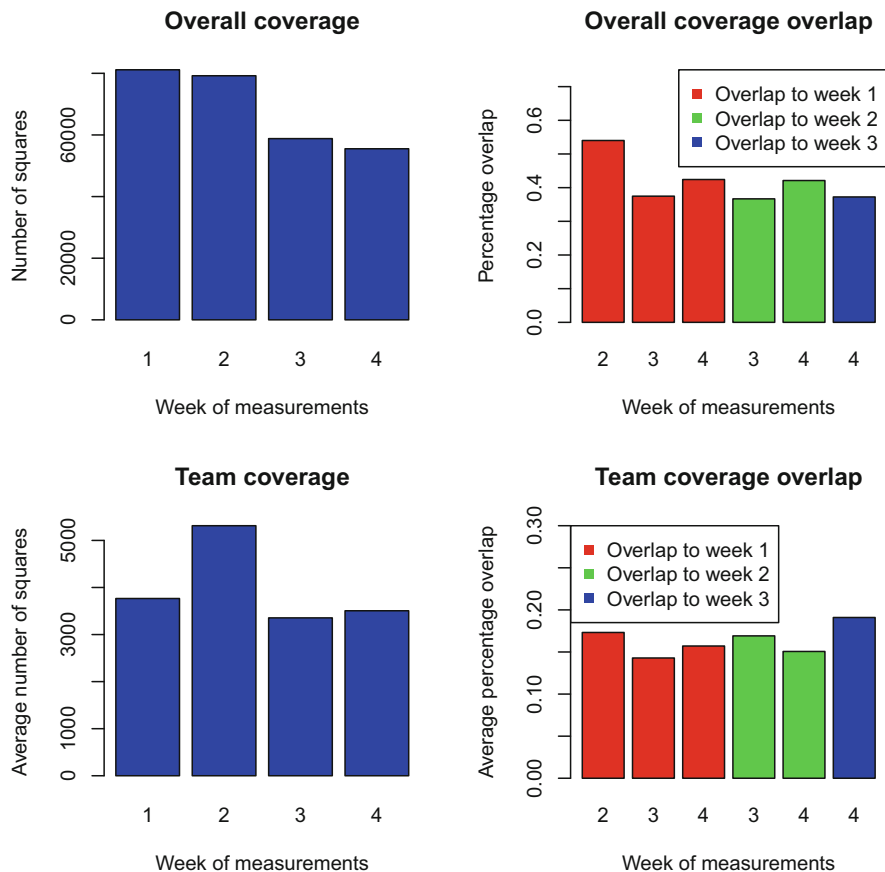 Overall coverage
Number of squares
60000
20000
0
1 2 3 4
Week of measurements
Overall coverage overlap
Overlap to week 1
Overlap to week 2
Overlap to week 3
Percentage overlap
0.6
0.4
0.2
0.0
2 3 4 3 4 4
Week of measurements
Team coverage
Average number of squares
5000
3000
1000
0
1 2 3 4
Week of measurements
Team coverage overlap
Overlap to week 1
Overlap to week 2
Overlap to week 3
Average percentage overlap
0.30
0.20
0.10
0.00
2 3 4 3 4 4
Week of measurements